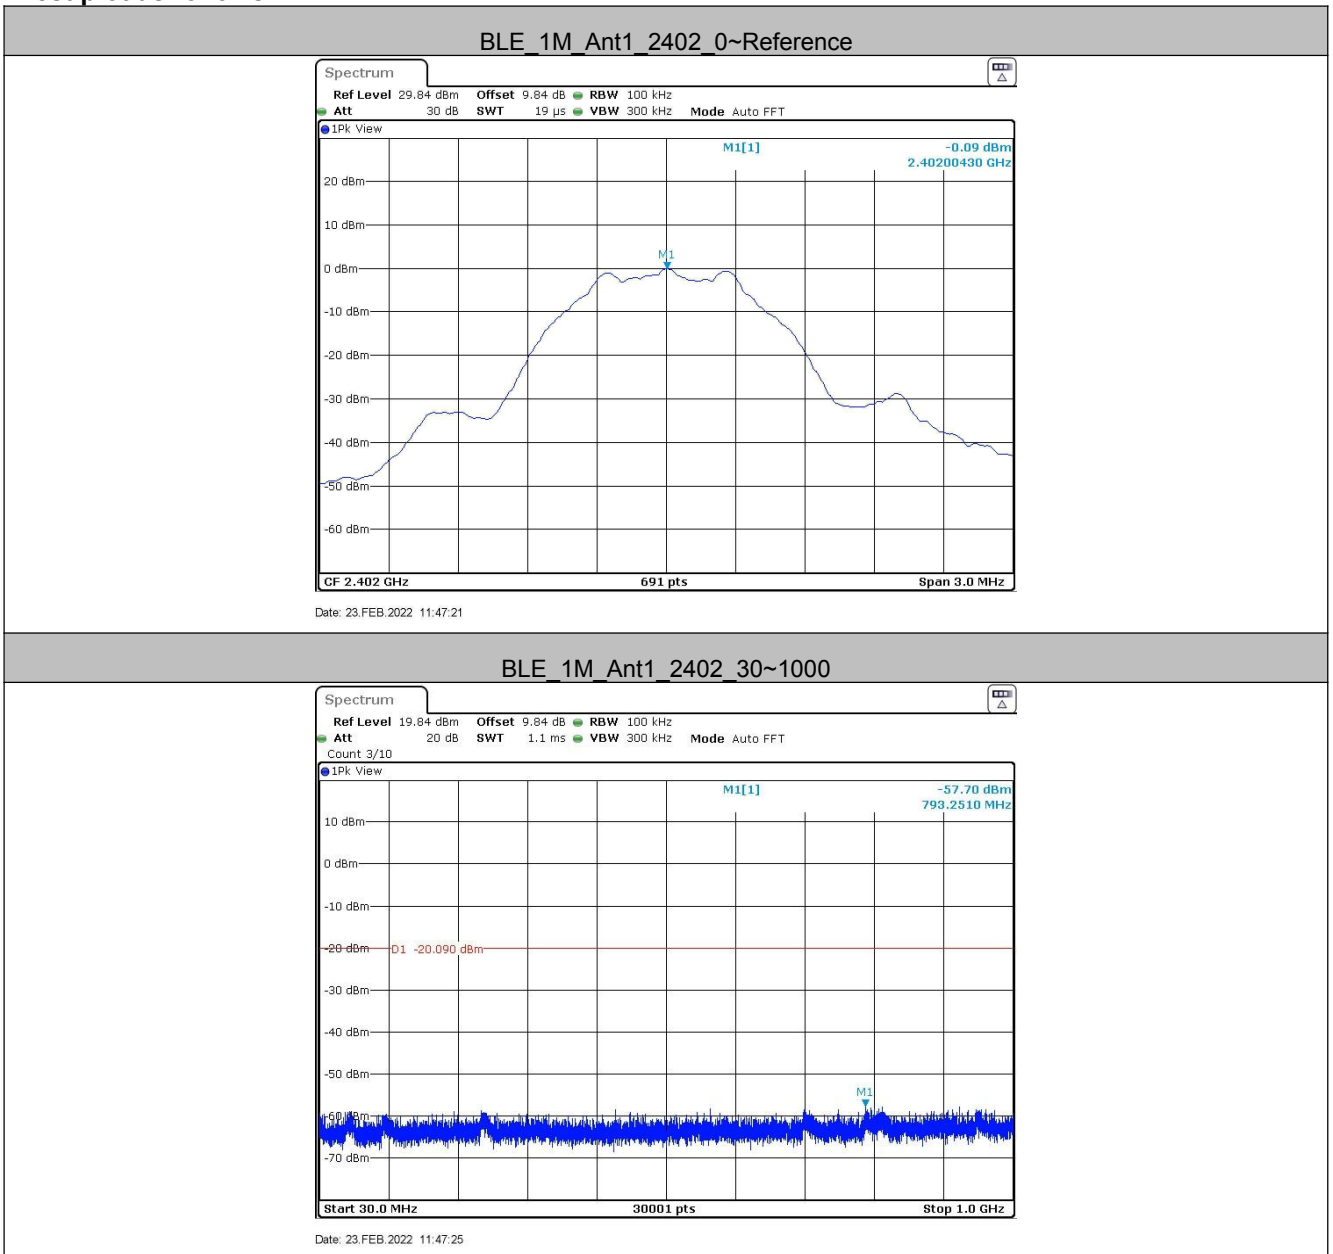 BLE_1M_Ant1_2402_0~Reference
Spectrum
Ref Level 29.84 dBm Offset 9.84 dB RBW 100 kHz
Att 30 dB SWT 19 µs VBW 300 kHz Mode Auto FFT
1Pk View
M1[1] -0.09 dBm
2.40200430 GHz
20 dBm
10 dBm
M1
0 dBm
-10 dBm
-20 dBm
-30 dBm
-40 dBm
-50 dBm
-60 dBm
CF 2.402 GHz 691 pts Span 3.0 MHz
Date: 23.FEB.2022 11:47:21
BLE_1M_Ant1_2402_30~1000
Spectrum
Ref Level 19.84 dBm Offset 9.84 dB RBW 100 kHz
Att 20 dB SWT 1.1 ms VBW 300 kHz Mode Auto FFT
Count 3/10
1Pk View
M1[1] -57.70 dBm
793.2510 MHz
10 dBm
0 dBm
-10 dBm
-20 dBm D1 -20.090 dBm
-30 dBm
-40 dBm
-50 dBm
M1
-60 dBm
-70 dBm
Start 30.0 MHz 30001 pts Stop 1.0 GHz
Date: 23.FEB.2022 11:47:25